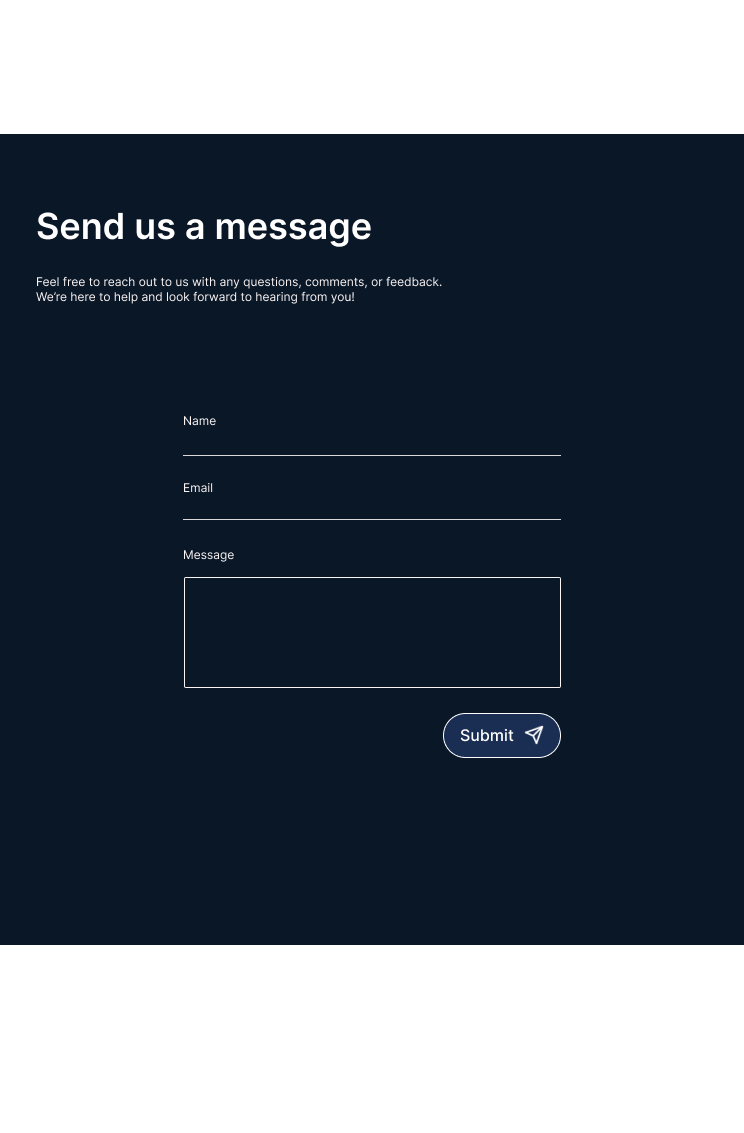 Send us a message
Feel free to reach out to us with any questions, comments, or feedback.
We’re here to help and look forward to hearing from you!
Name
Email
Message
Submit